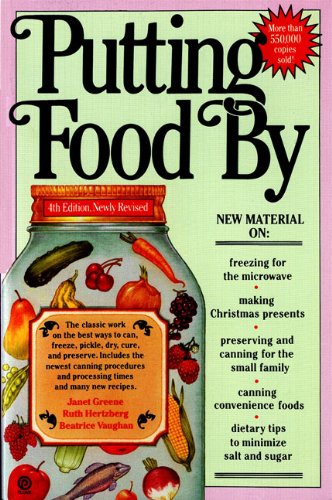 Putting
Food By
More than
550,000
copies
sold!
4th Edition, Newly Revised
NEW MATERIAL
ON:
freezing for
the microwave
making
Christmas presents
preserving and
canning for the
small family
canning
convenience foods
dietary tips
to minimize
salt and sugar
The classic work
on the best ways to can,
freeze, pickle, dry, cure,
and preserve. Includes the
newest canning procedures
and processing times
and many new recipes.
Janet Greene
Ruth Hertzberg
Beatrice Vaughan